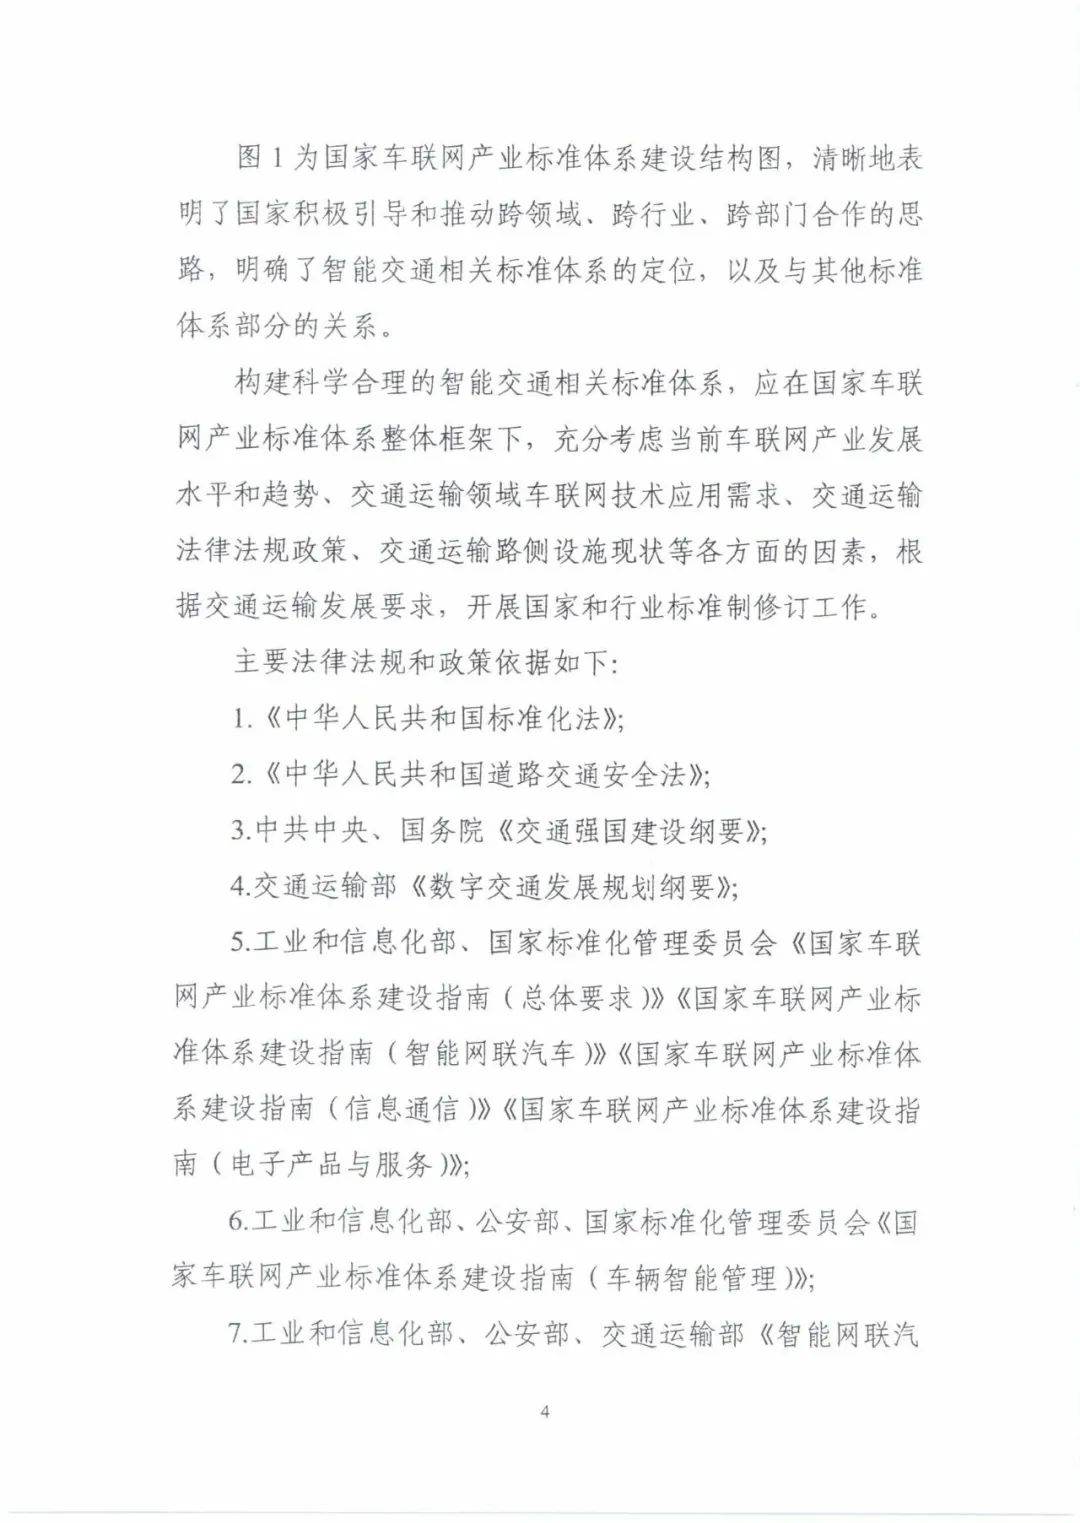 图 1 为国家车联网产业标准体系建设结构图，清晰地表
明了国家积极引导和推动跨领域、跨行业、跨部门合作的思
路，明确了智能交通相关标准体系的定位，以及与其他标准
体系部分的关系。
构建科学合理的智能交通相关标准体系，应在国家车联
网产业标准体系整体框架下，充分考虑当前车联网产业发展
水平和趋势、交通运输领域车联网技术应用需求、交通运输
法律法规政策、交通运输路侧设施现状等各方面的因素，根
据交通运输发展要求，开展国家和行业标准制修订工作。
主要法律法规和政策依据如下：
1.《中华人民共和国标准化法》;
2.《中华人民共和国道路交通安全法》;
3.中共中央、国务院《交通强国建设纲要》;
4.交通运输部《数字交通发展规划纲要》;
5.工业和信息化部、国家标准化管理委员会《国家车联
网产业标准体系建设指南（总体要求）》《国家车联网产业标
准体系建设指南（智能网联汽车）》《国家车联网产业标准体
系建设指南（信息通信）》《国家车联网产业标准体系建设指
南（电子产品与服务）》;
6.工业和信息化部、公安部、国家标准化管理委员会《国
家车联网产业标准体系建设指南（车辆智能管理）》;
7.工业和信息化部、公安部、交通运输部《智能网联汽
4